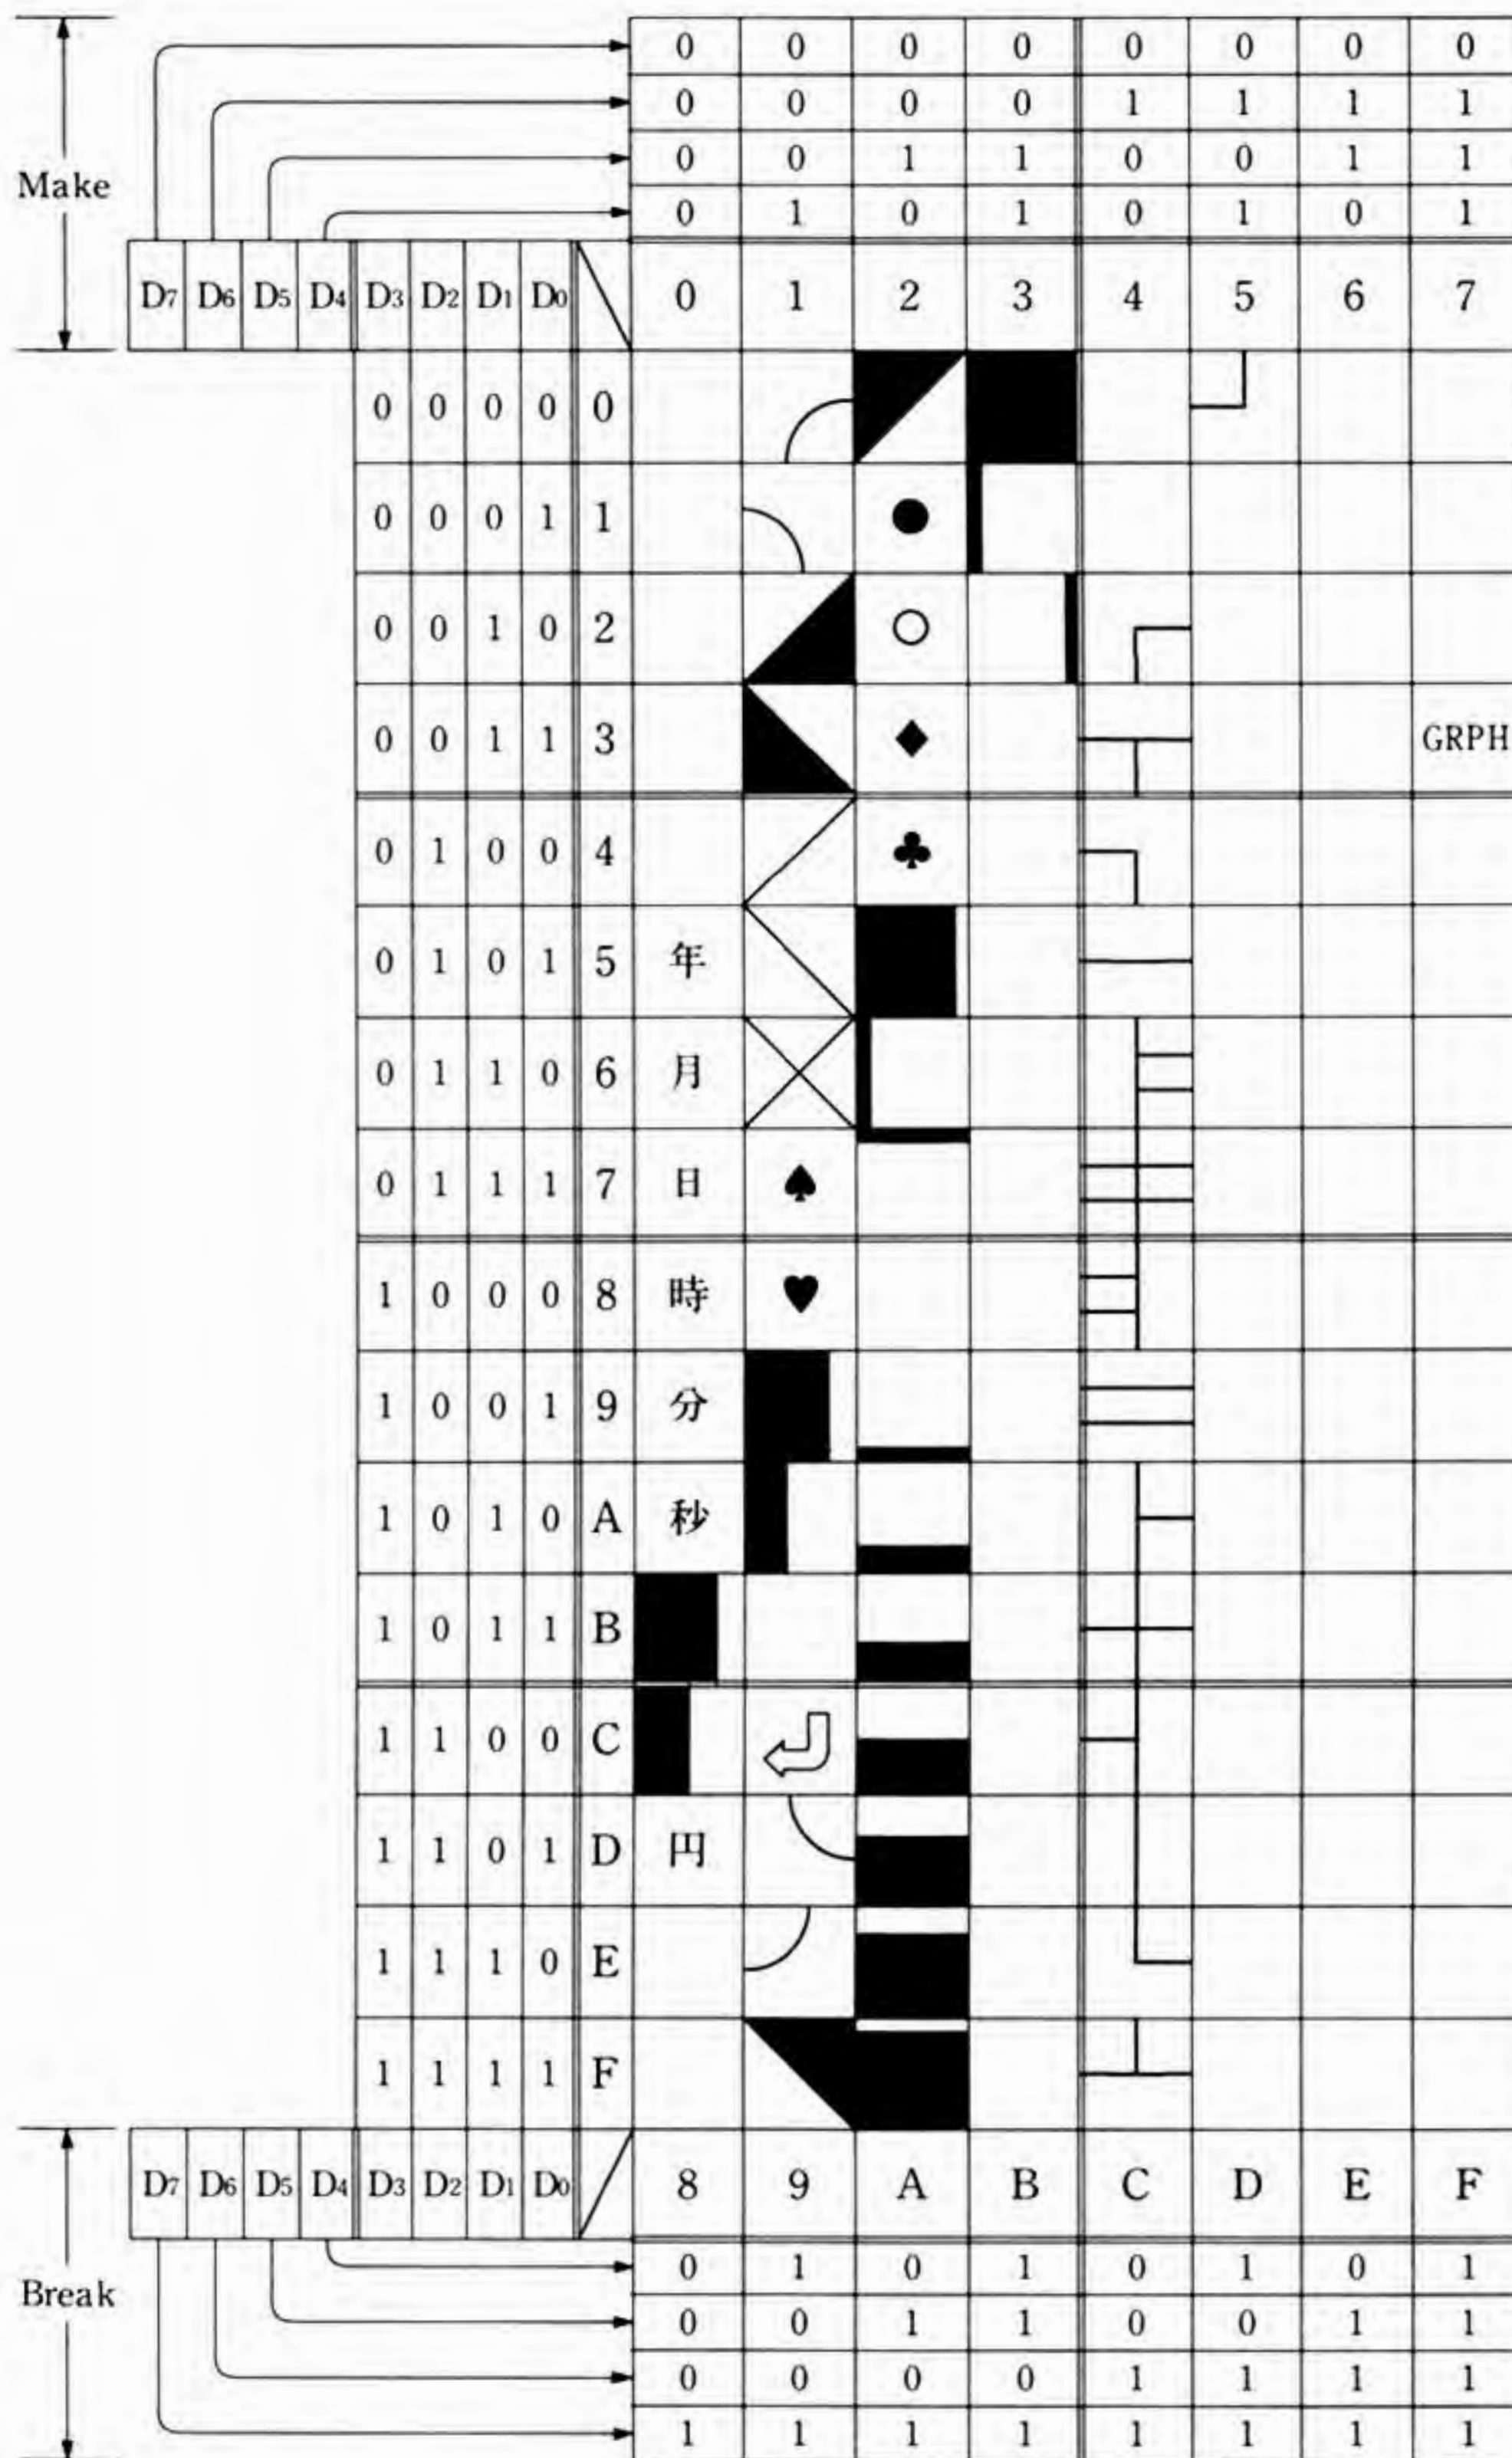 0 0 0 0 0 0 0 0
0 0 0 0 1 1 1 1
0 0 1 1 0 0 1 1
Make
0 1 0 1 0 1 0 1
D7 D6 D5 D4 D3 D2 D1 D0 0 1 2 3 4 5 6 7
0 0 0 0 0
0 0 0 1 1
0 0 1 0 2
0 0 1 1 3 GRPH
0 1 0 0 4
0 1 0 1 5 年
0 1 1 0 6 月
0 1 1 1 7 日
1 0 0 0 8 時
1 0 0 1 9 分
1 0 1 0 A 秒
1 0 1 1 B
1 1 0 0 C
1 1 0 1 D 円
1 1 1 0 E
1 1 1 1 F
D7 D6 D5 D4 D3 D2 D1 D0 8 9 A B C D E F
0 1 0 1 0 1 0 1
Break
0 0 1 1 0 0 1 1
0 0 0 0 1 1 1 1
1 1 1 1 1 1 1 1